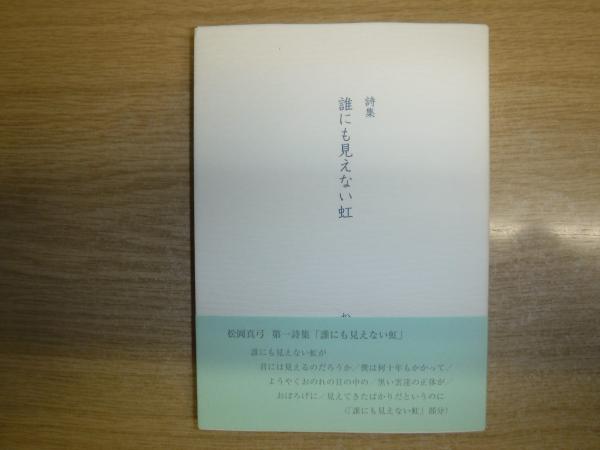 詩集
誰にも見えない虹
松岡真弓 第一詩集「誰にも見えない虹」
誰にも見えない虹が
君には見えるのだろうか/僕は何十年もかかって/
ようやくおのれの目の中の/黒い雲達の正体が/
おぼろげに/見えてきたばかりだというのに
(「誰にも見えない虹」部分)